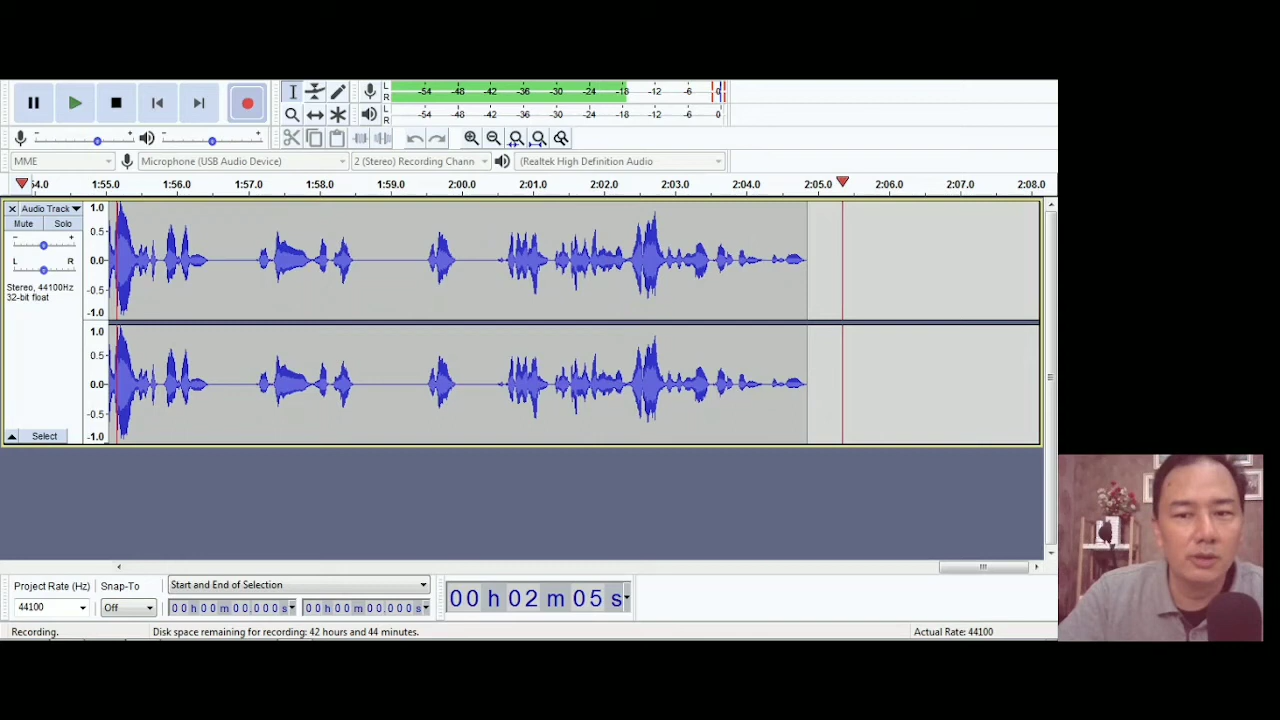 L
R
-54 -48 -42 -36 -30 -24 -18 -12 -6 0
L
R
-54 -48 -42 -36 -30 -24 -18 -12 -6 0
MME
Microphone (USB Audio Device)
2 (Stereo) Recording Chann
(Realtek High Definition Audio
54.0 1:55.0 1:56.0 1:57.0 1:58.0 1:59.0 2:00.0 2:01.0 2:02.0 2:03.0 2:04.0 2:05.0 2:06.0 2:07.0 2:08.0
Audio Track
Mute Solo
L R
Stereo, 44100Hz
32-bit float
Select
1.0
0.5
0.0
-0.5
-1.0
1.0
0.5
0.0
-0.5
-1.0
Project Rate (Hz) Snap-To Start and End of Selection
44100 Off 00 h 00 m 00.000 s 00 h 00 m 00.000 s
00 h 02 m 05 s
Recording. Disk space remaining for recording: 42 hours and 44 minutes. Actual Rate: 44100